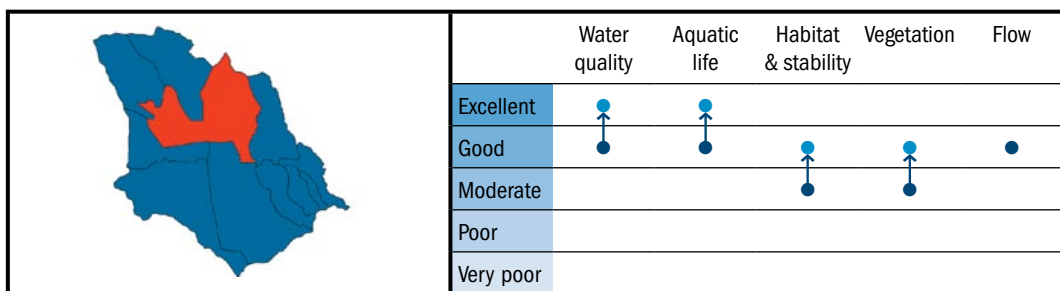 Water quality
Aquatic life
Habitat & stability
Vegetation
Flow
Excellent
Good
Moderate
Poor
Very poor